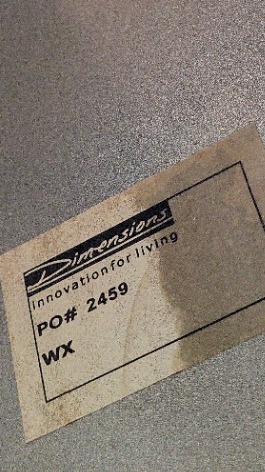 Dimensions
innovation for living
PO# 2459
WX